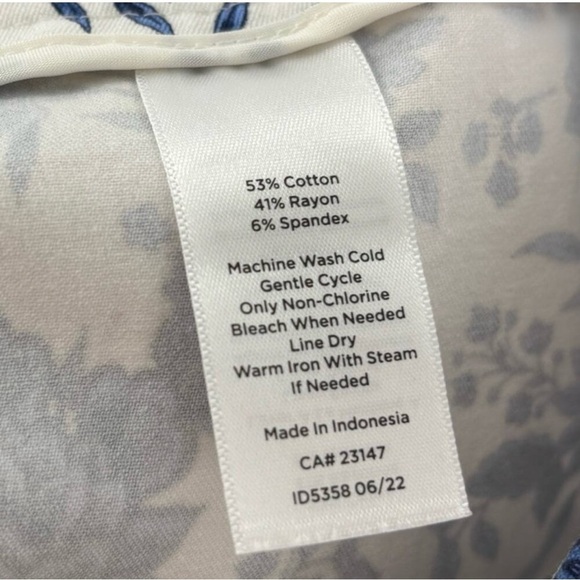 53% Cotton
41% Rayon
6% Spandex
Machine Wash Cold
Gentle Cycle
Only Non-Chlorine
Bleach When Needed
Line Dry
Warm Iron With Steam
If Needed
Made In Indonesia
CA# 23147
ID5358 06/22